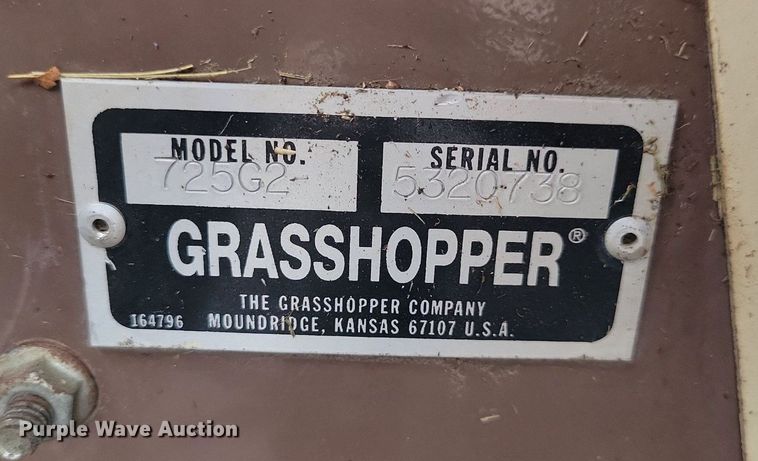 MODEL NO. SERIAL NO.
725G2 5320738
GRASSHOPPER®
THE GRASSHOPPER COMPANY
164796 MOUNDRIDGE, KANSAS 67107 U.S.A.
Purple Wave Auction